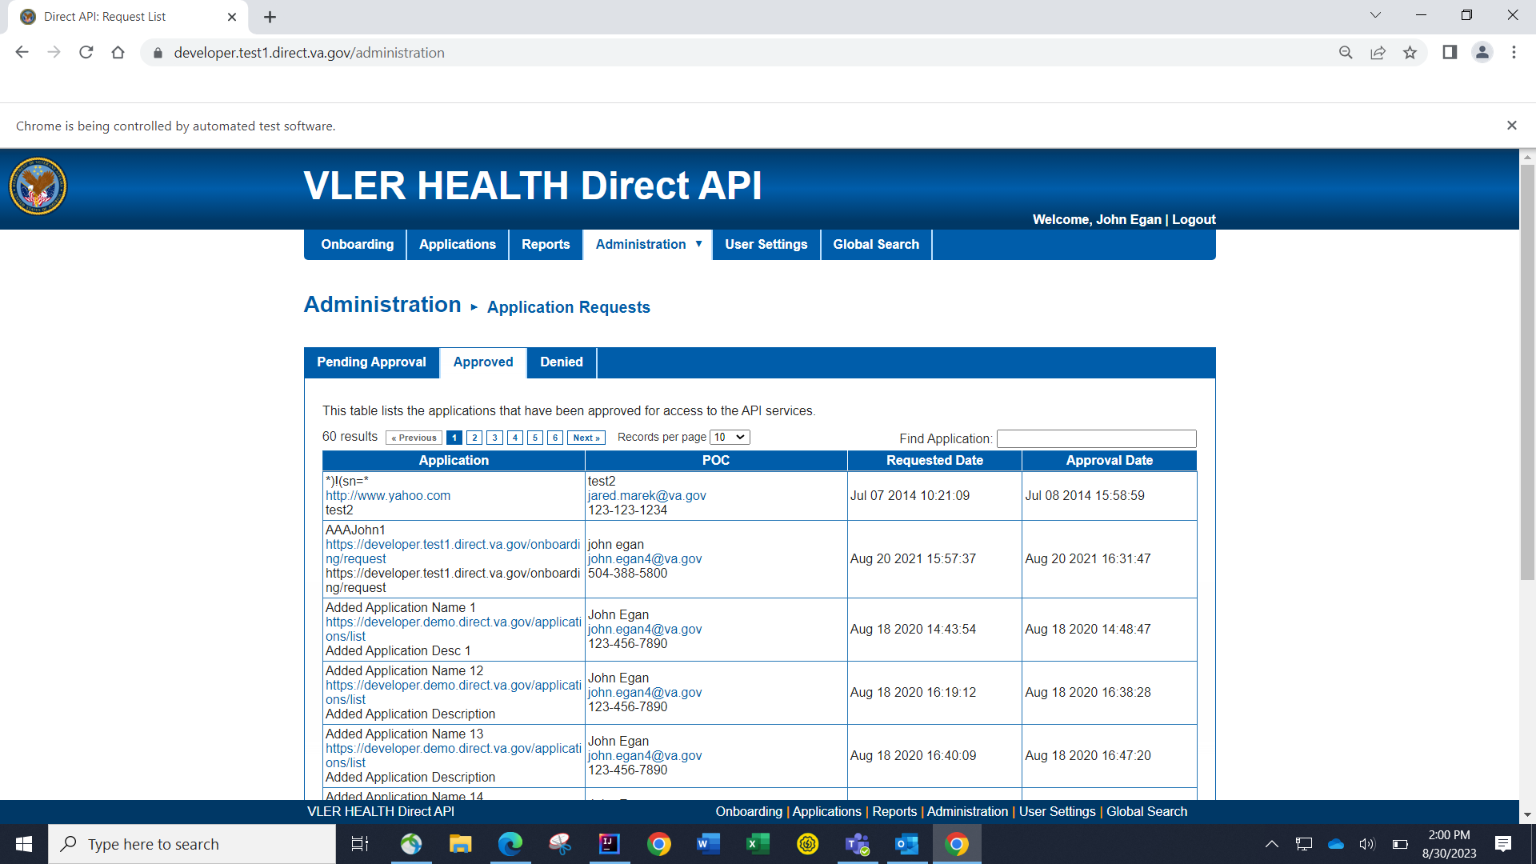 Direct API: Request List
developer.test1.direct.va.gov/administration
Chrome is being controlled by automated test software.
VLER HEALTH Direct API
Welcome, John Egan | Logout
Onboarding Applications Reports Administration ▼ User Settings Global Search
Administration ► Application Requests
Pending Approval Approved Denied
This table lists the applications that have been approved for access to the API services.
60 results « Previous 1 2 3 4 5 6 Next » Records per page 10 Find Application:
Application POC Requested Date Approval Date
*)!(sn=*
http://www.yahoo.com
test2
test2
jared.marek@va.gov
123-123-1234
Jul 07 2014 10:21:09
Jul 08 2014 15:58:59
AAAJohn1
https://developer.test1.direct.va.gov/onboardi
ng/request
https://developer.test1.direct.va.gov/onboardi
ng/request
john egan
john.egan4@va.gov
504-388-5800
Aug 20 2021 15:57:37
Aug 20 2021 16:31:47
Added Application Name 1
https://developer.demo.direct.va.gov/applicati
ons/list
Added Application Desc 1
John Egan
john.egan4@va.gov
123-456-7890
Aug 18 2020 14:43:54
Aug 18 2020 14:48:47
Added Application Name 12
https://developer.demo.direct.va.gov/applicati
ons/list
Added Application Description
John Egan
john.egan4@va.gov
123-456-7890
Aug 18 2020 16:19:12
Aug 18 2020 16:38:28
Added Application Name 13
https://developer.demo.direct.va.gov/applicati
ons/list
Added Application Description
John Egan
john.egan4@va.gov
123-456-7890
Aug 18 2020 16:40:09
Aug 18 2020 16:47:20
Added Application Name 14
VLER HEALTH Direct API
Onboarding | Applications | Reports | Administration | User Settings | Global Search
Type here to search
2:00 PM
8/30/2023